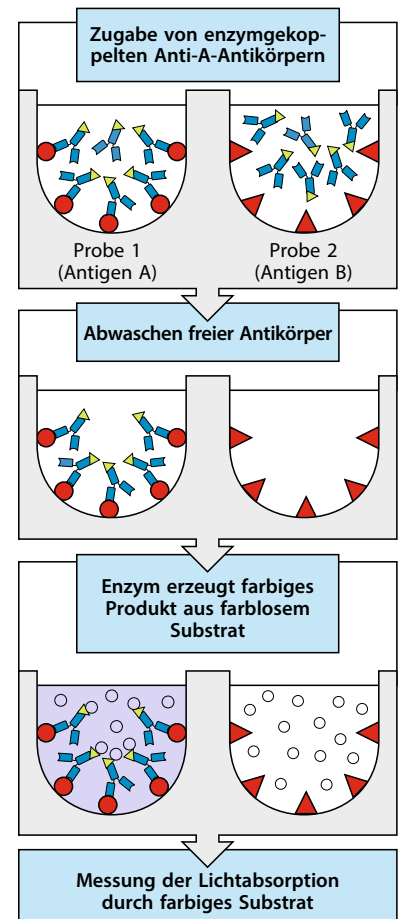 Zugabe von enzymgekop-
pelten Anti-A-Antikörpern
Probe 1
(Antigen A)
Probe 2
(Antigen B)
Abwaschen freier Antikörper
Enzym erzeugt farbiges
Produkt aus farblosem
Substrat
Messung der Lichtabsorption
durch farbiges Substrat